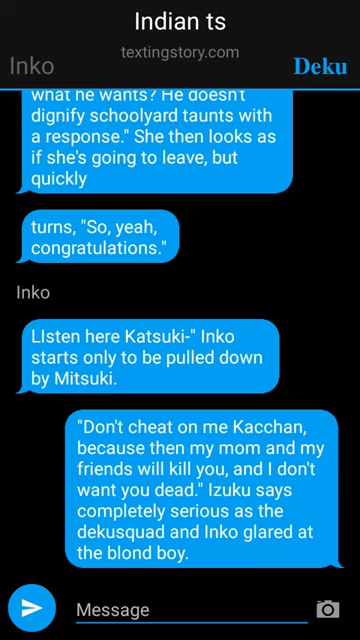 Indian ts
textingstory.com
Inko
Deku
what he wants? He doesn't
dignify schoolyard taunts with
a response." She then looks as
if she's going to leave, but
quickly
turns, "So, yeah,
congratulations."
Inko
LIsten here Katsuki-" Inko
starts only to be pulled down
by Mitsuki.
"Don't cheat on me Kacchan,
because then my mom and my
friends will kill you, and I don't
want you dead." Izuku says
completely serious as the
dekusquad and Inko glared at
the blond boy.
Message